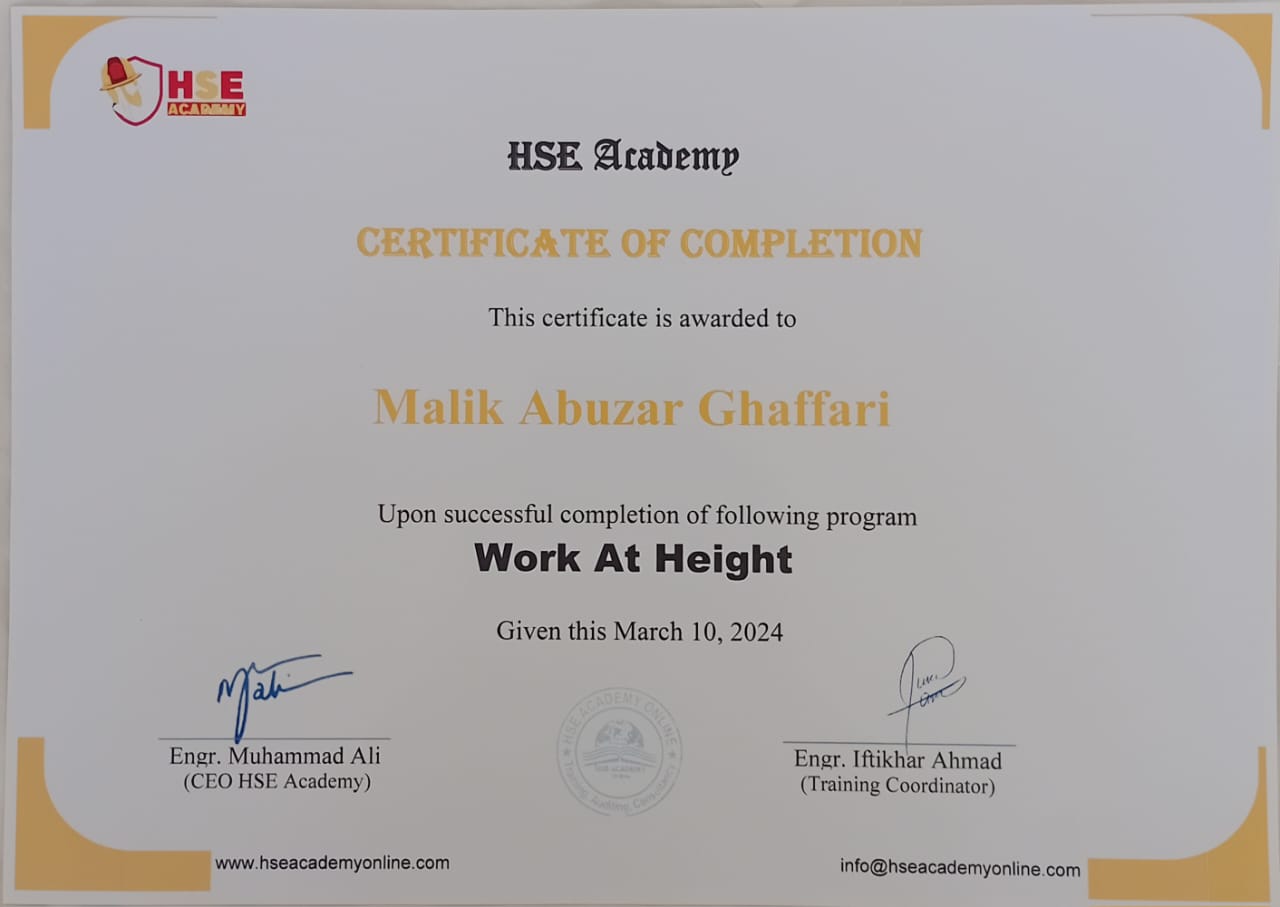 HSE
ACADEMY
HSE Academy
CERTIFICATE OF COMPLETION
This certificate is awarded to
Malik Abuzar Ghaffari
Upon successful completion of following program
Work At Height
Given this March 10, 2024
Engr. Muhammad Ali
(CEO HSE Academy)
HSE ACADEMY ONLINE
HSE ACADEMY
Training, Auditing, Consultancy
Engr. Iftikhar Ahmad
(Training Coordinator)
www.hseacademyonline.com
info@hseacademyonline.com